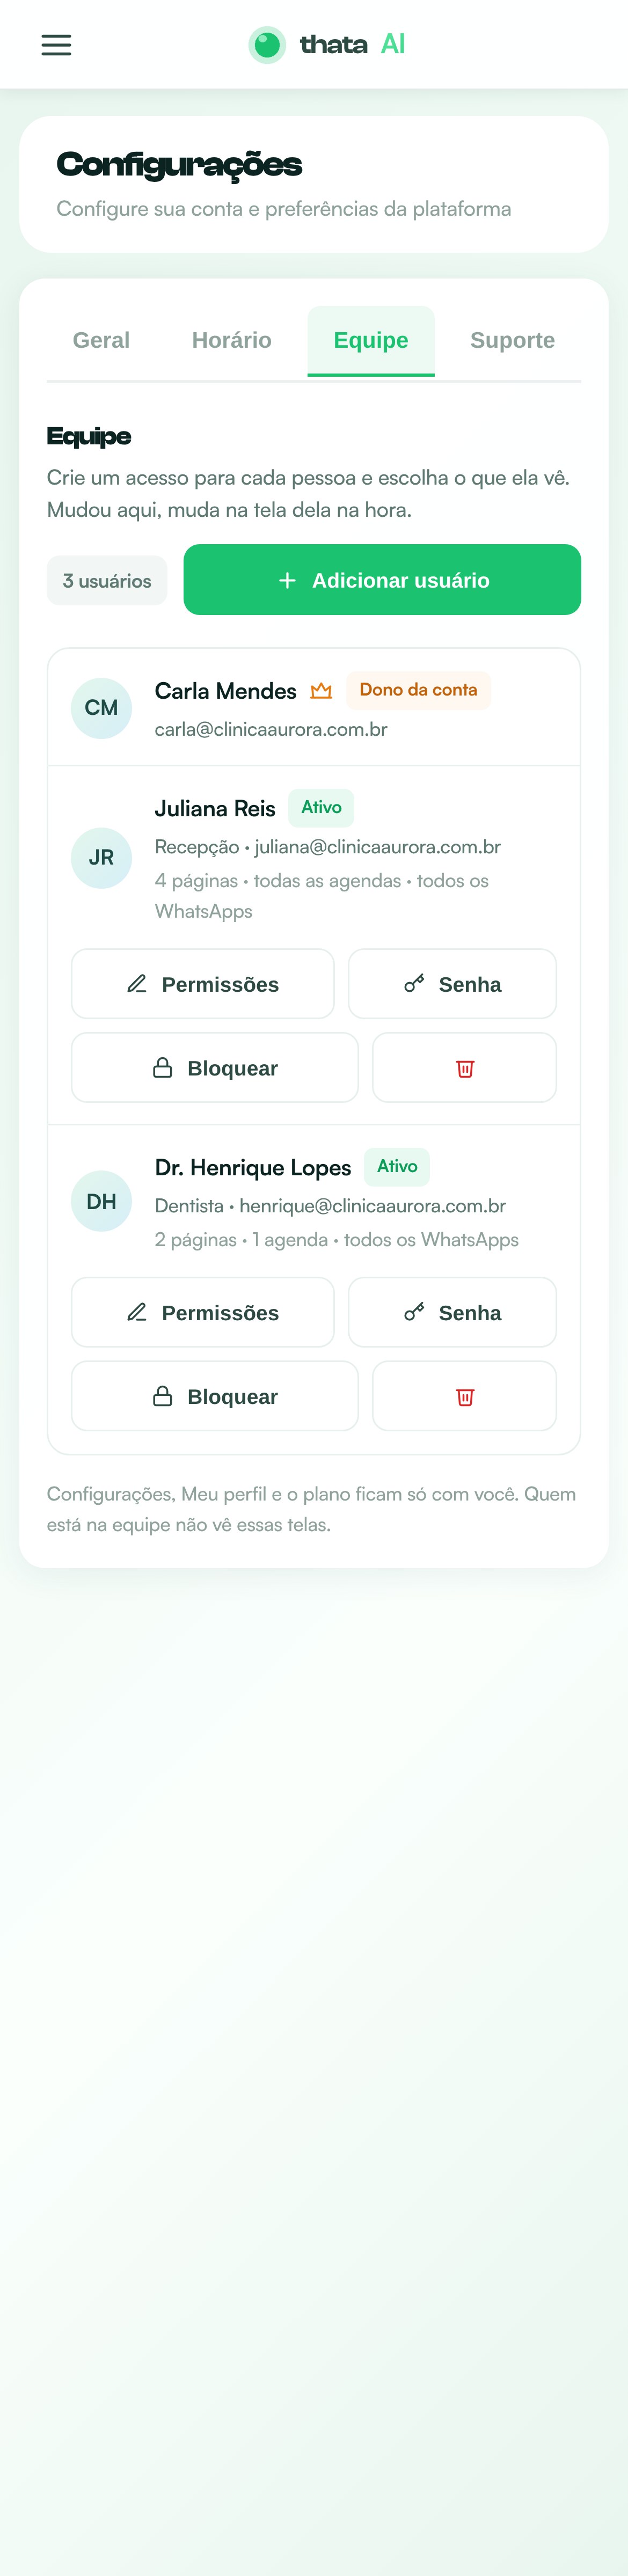 thata AI
Configurações
Configure sua conta e preferências da plataforma
Geral Horário Equipe Suporte
Equipe
Crie um acesso para cada pessoa e escolha o que ela vê.
Mudou aqui, muda na tela dela na hora.
3 usuários
Adicionar usuário
CM
Carla Mendes Dono da conta
carla@clinicaaurora.com.br
JR
Juliana Reis Ativo
Recepção · juliana@clinicaaurora.com.br
4 páginas · todas as agendas · todos os
WhatsApps
Permissões Senha
Bloquear
DH
Dr. Henrique Lopes Ativo
Dentista · henrique@clinicaaurora.com.br
2 páginas · 1 agenda · todos os WhatsApps
Permissões Senha
Bloquear
Configurações, Meu perfil e o plano ficam só com você. Quem
está na equipe não vê essas telas.